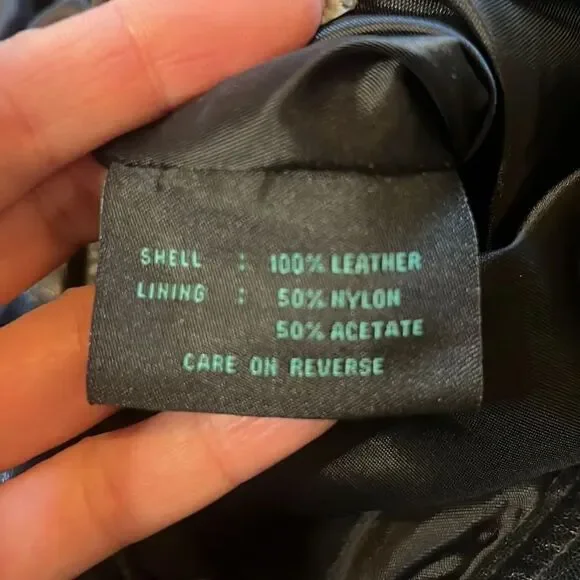 SHELL : 100% LEATHER
LINING : 50% NYLON
50% ACETATE
CARE ON REVERSE